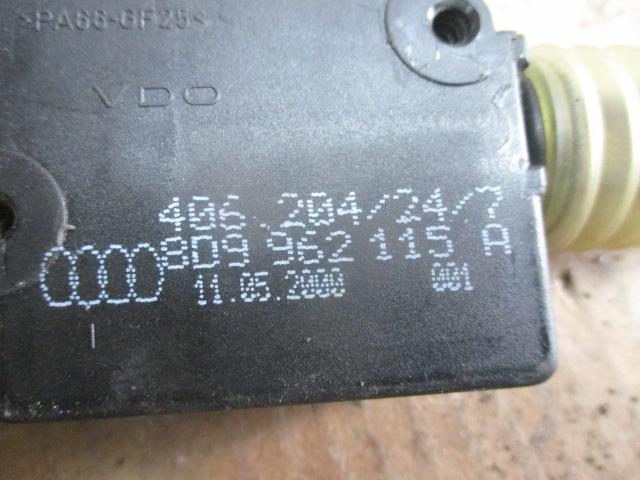 >PA66-GF25<
VDO
406.204/24/7
8D9 962 115 A
11.05.2000 001